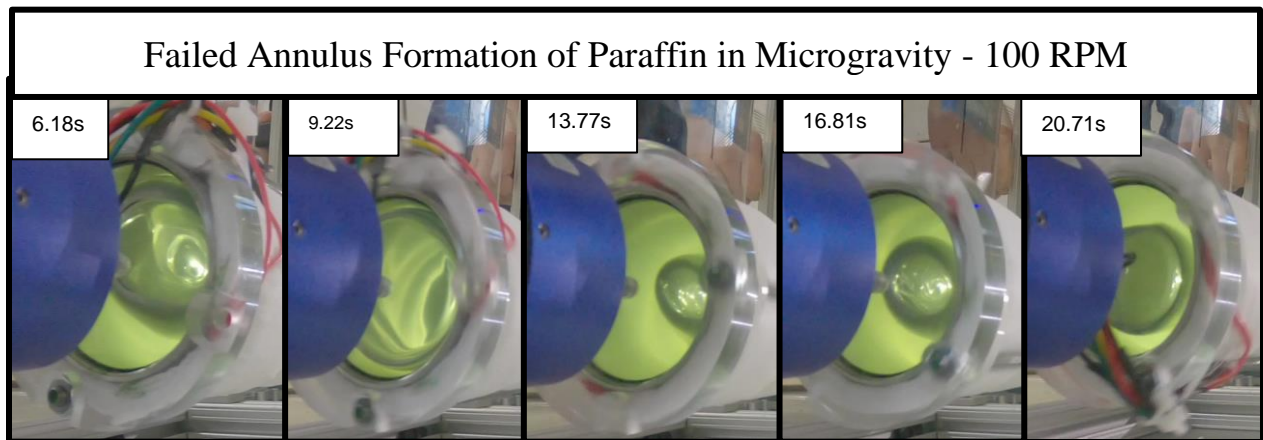 Failed Annulus Formation of Paraffin in Microgravity - 100 RPM
6.18s
9.22s
13.77s
16.81s
20.71s